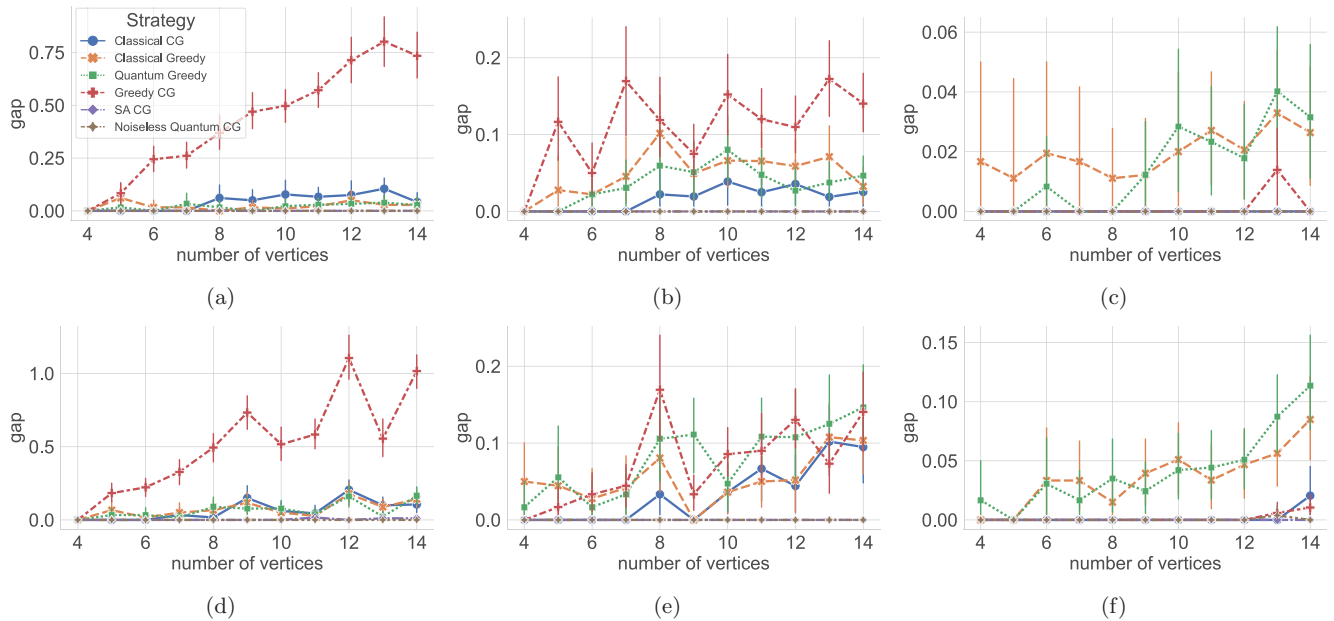 Strategy
Classical CG
Classical Greedy
Quantum Greedy
Greedy CG
SA CG
Noiseless Quantum CG
gap
0.75
0.50
0.25
0.00
4 6 8 10 12 14
number of vertices
(a)
gap
0.2
0.1
0.0
4 6 8 10 12 14
number of vertices
(b)
gap
0.06
0.04
0.02
0.00
4 6 8 10 12 14
number of vertices
(c)
gap
1.0
0.5
0.0
4 6 8 10 12 14
number of vertices
(d)
gap
0.2
0.1
0.0
4 6 8 10 12 14
number of vertices
(e)
gap
0.15
0.10
0.05
0.00
4 6 8 10 12 14
number of vertices
(f)